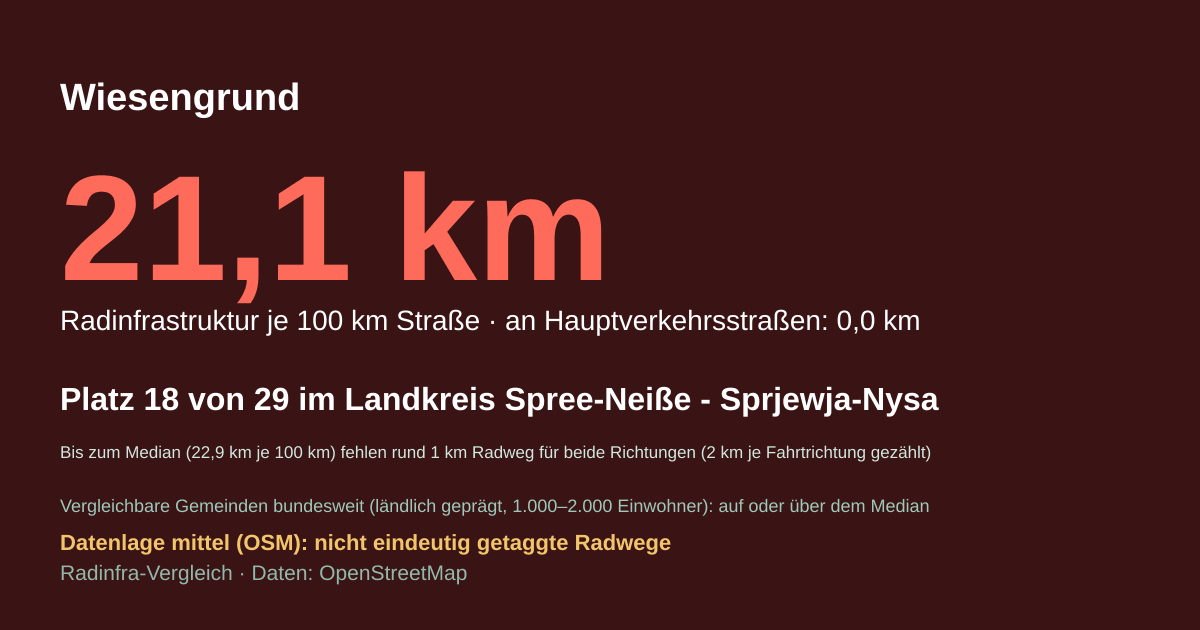 Wiesengrund
21,1 km
Radinfrastruktur je 100 km Straße · an Hauptverkehrsstraßen: 0,0 km
Platz 18 von 29 im Landkreis Spree-Neiße - Sprjewja-Nysa
Bis zum Median (22,9 km je 100 km) fehlen rund 1 km Radweg für beide Richtungen (2 km je Fahrtrichtung gezählt)
Vergleichbare Gemeinden bundesweit (ländlich geprägt, 1.000–2.000 Einwohner): auf oder über dem Median
Datenlage mittel (OSM): nicht eindeutig getaggte Radwege
Radinfra-Vergleich · Daten: OpenStreetMap